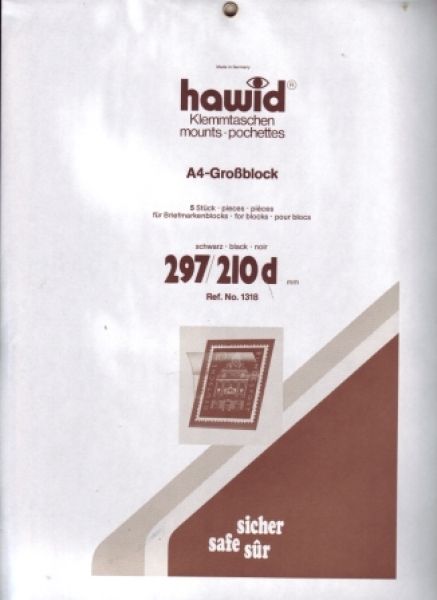 Made in Germany
hawid®
Klemmtaschen
mounts·pochettes
A4-Großblock
5 Stück · pieces · pièces
für Briefmarkenblocks · for blocks · pour blocs
schwarz · black · noir
297/210 d mm
Ref. No. 1318
sicher
safe
sûr